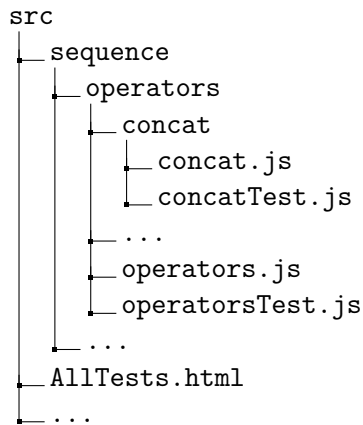 src
sequence
operators
concat
concat.js
concatTest.js
...
operators.js
operatorsTest.js
...
AllTests.html
...